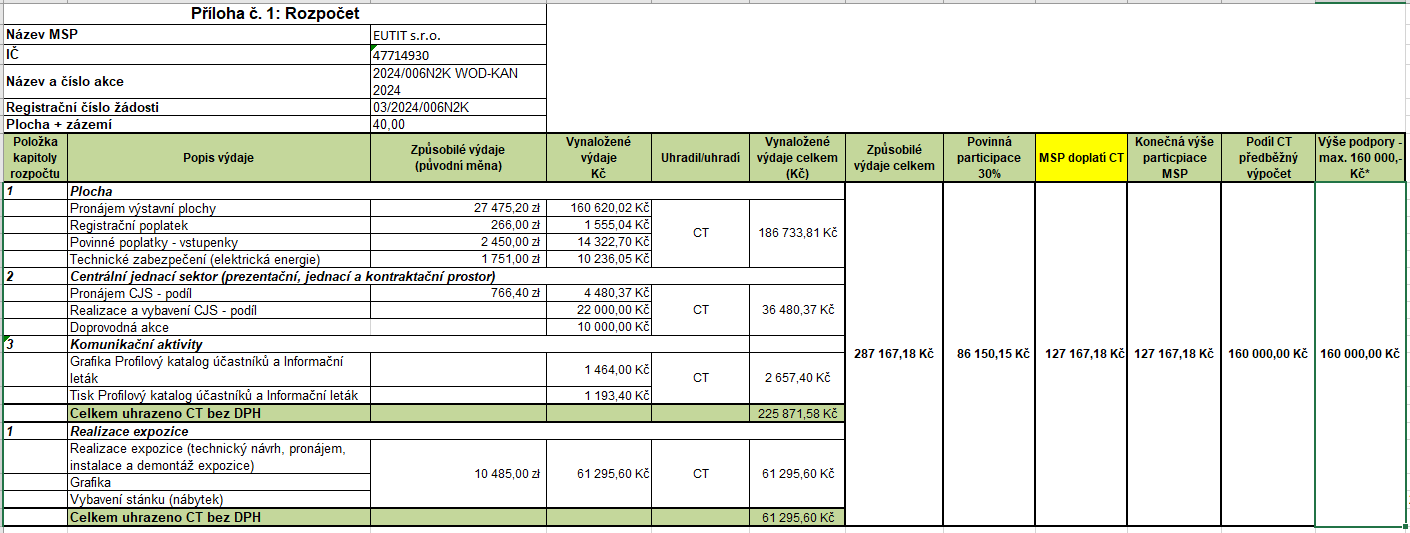 Příloha č. 1: Rozpočet
Název MSP EUTIT s.r.o.
IČ 47714930
Název a číslo akce 2024/006N2K WOD-KAN
2024
Registrační číslo žádosti 03/2024/006N2K
Plocha + zázemí 40,00
Položka kapitoly rozpočtu Popis výdaje Způsobilé výdaje (původní měna) Vynaložené výdaje Kč Uhradil/uhradí Vynaložené výdaje celkem (Kč) Způsobilé výdaje celkem Povinná participace 30% MSP doplatí CT Konečná výše particpiace MSP Podíl CT předběžný výpočet Výše podpory - max. 160 000,- Kč*
1 Plocha
Pronájem výstavní plochy 27 475,20 zł 160 620,02 Kč
Registrační poplatek 266,00 zł 1 555,04 Kč
CT 186 733,81 Kč
Povinné poplatky - vstupenky 2 450,00 zł 14 322,70 Kč
Technické zabezpečení (elektrická energie) 1 751,00 zł 10 236,05 Kč
2 Centrální jednací sektor (prezentační, jednací a kontraktační prostor)
Pronájem CJS - podíl 766,40 zł 4 480,37 Kč
Realizace a vybavení CJS - podíl 22 000,00 Kč CT 36 480,37 Kč
Doprovodná akce 10 000,00 Kč
3 Komunikační aktivity
287 167,18 Kč 86 150,15 Kč 127 167,18 Kč 127 167,18 Kč 160 000,00 Kč 160 000,00 Kč
Grafika Profilový katalog účastníků a Informační
leták 1 464,00 Kč
CT 2 657,40 Kč
Tisk Profilový katalog účastníků a Informační leták 1 193,40 Kč
Celkem uhrazeno CT bez DPH 225 871,58 Kč
1 Realizace expozice
Realizace expozice (technický návrh, pronájem,
instalace a demontáž expozice)
10 485,00 zł 61 295,60 Kč CT 61 295,60 Kč
Grafika
Vybavení stánku (nábytek)
Celkem uhrazeno CT bez DPH 61 295,60 Kč